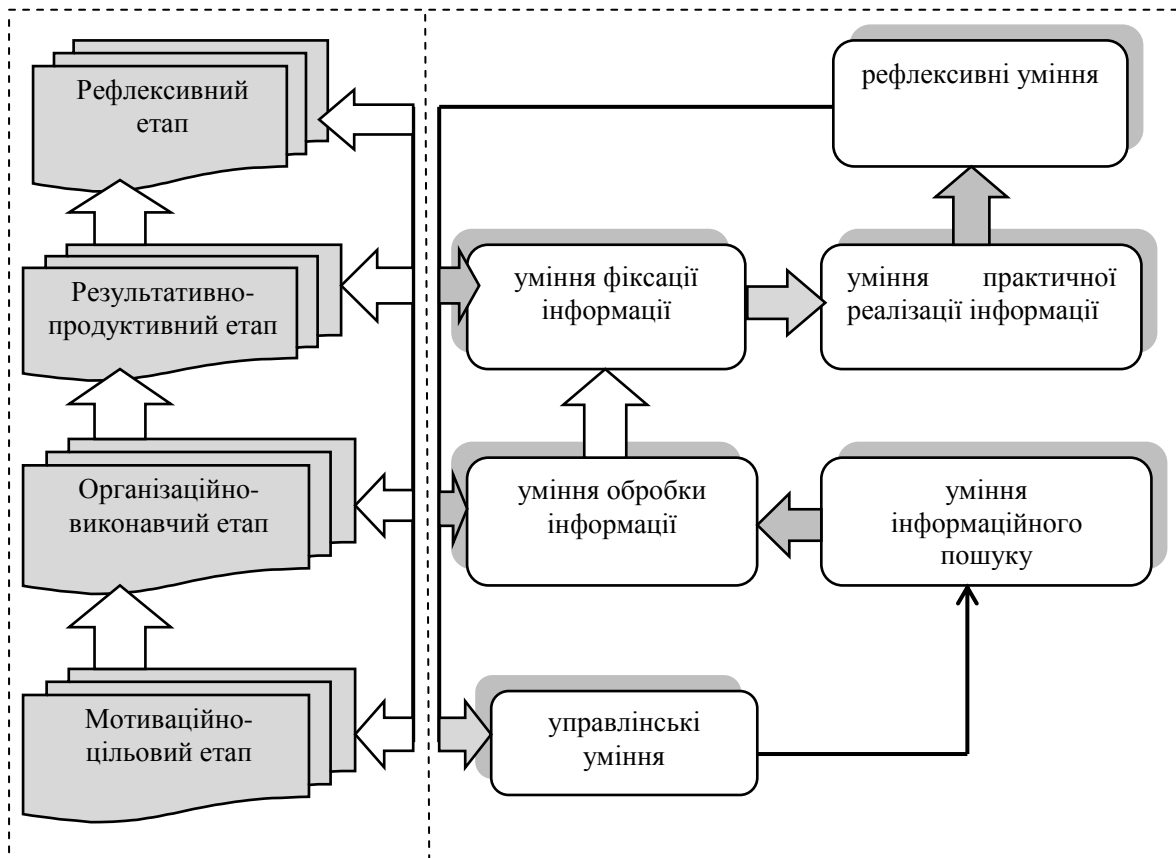 Рефлексивний
етап
рефлексивні уміння
Результативно-
продуктивний етап
уміння фіксації
інформації
уміння практичної
реалізації інформації
Організаційно-
виконавчий етап
уміння обробки
інформації
уміння
інформаційного
пошуку
Мотиваційно-
цільовий етап
управлінські
уміння